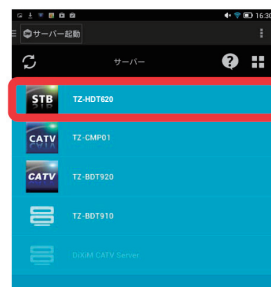 16:30
サーバー起動
サーバー
?
STB TZ-HDT620
CATV TZ-CMP01
CATV TZ-BDT920
TZ-BDT910
DiXiM CATV Server